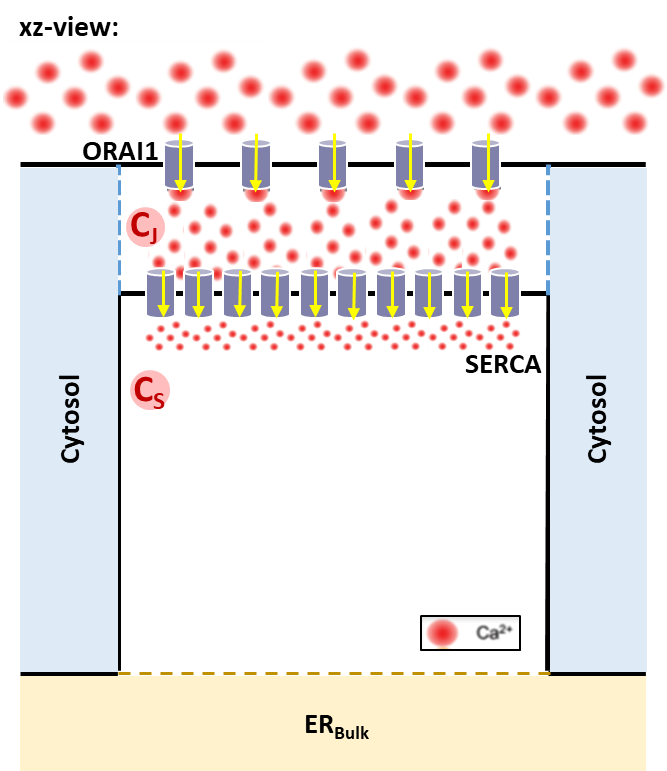 xz-view:
ORAI1
CJ
SERCA
CS
Cytosol
Cytosol
Ca²⁺
ERBulk